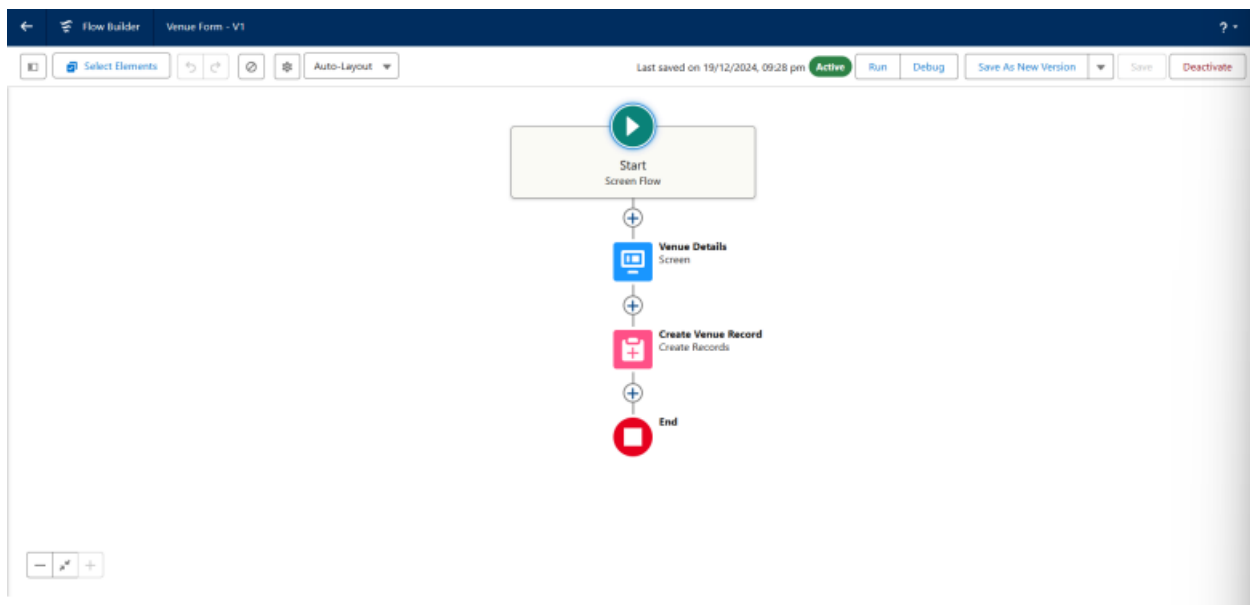 Flow Builder Venue Form - V1 ?
Select Elements Auto-Layout Last saved on 19/12/2024, 09:28 pm Active Run Debug Save As New Version Save Deactivate
Start
Screen Flow
Venue Details
Screen
Create Venue Record
Create Records
End